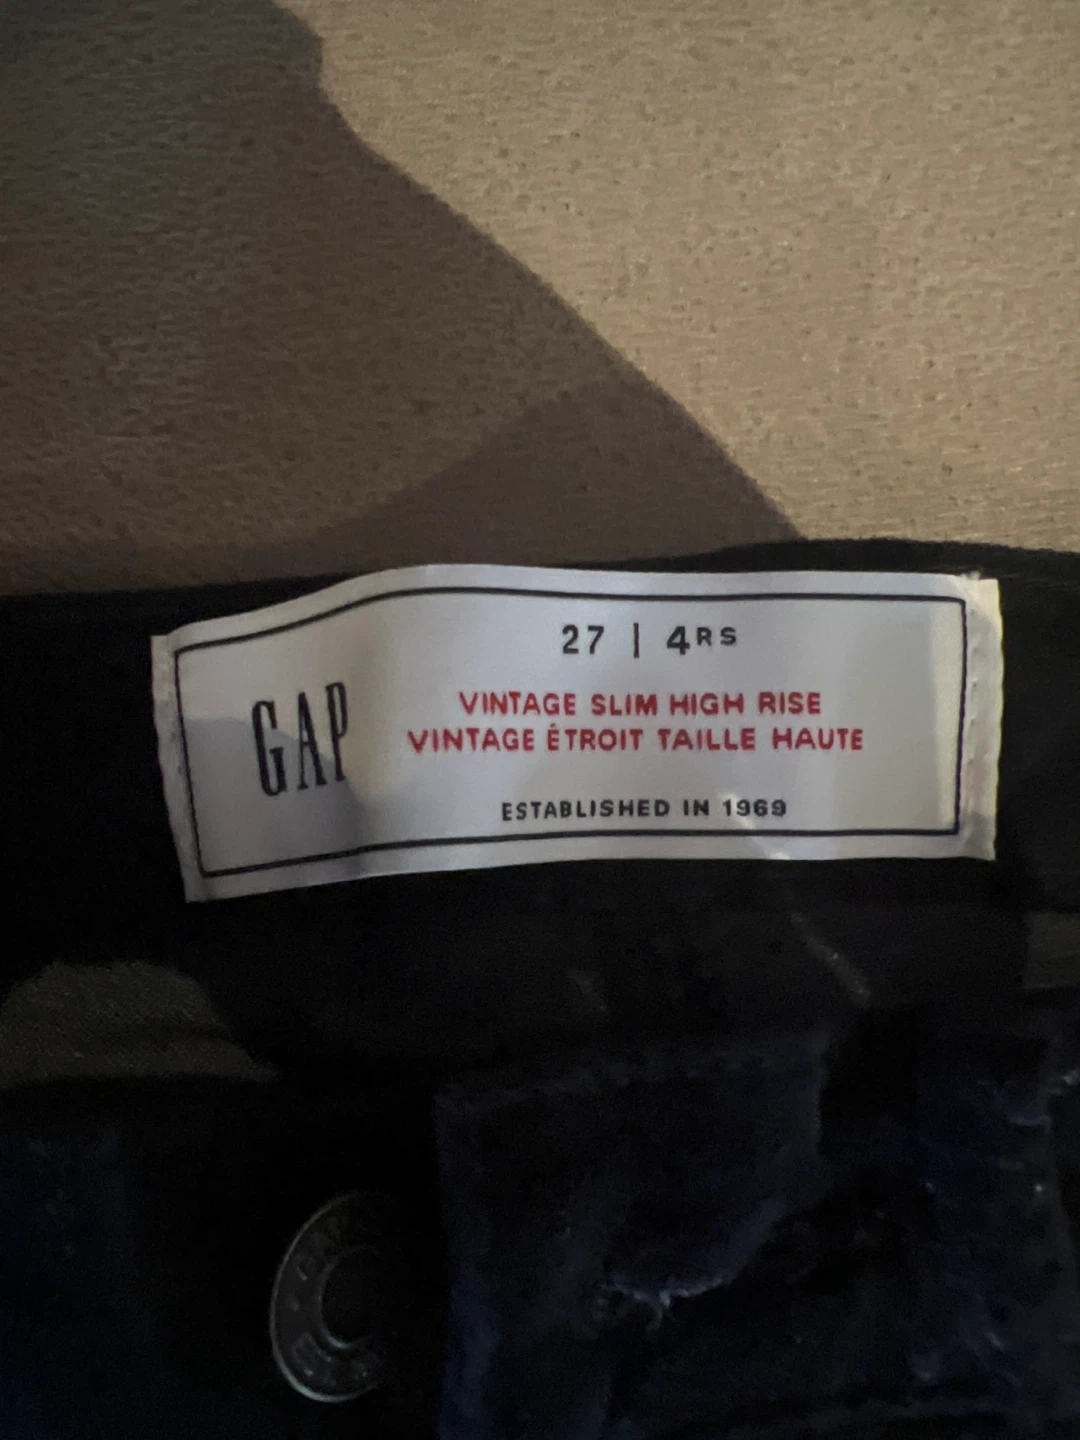 GAP
27 | 4RS
VINTAGE SLIM HIGH RISE
VINTAGE ÉTROIT TAILLE HAUTE
ESTABLISHED IN 1969